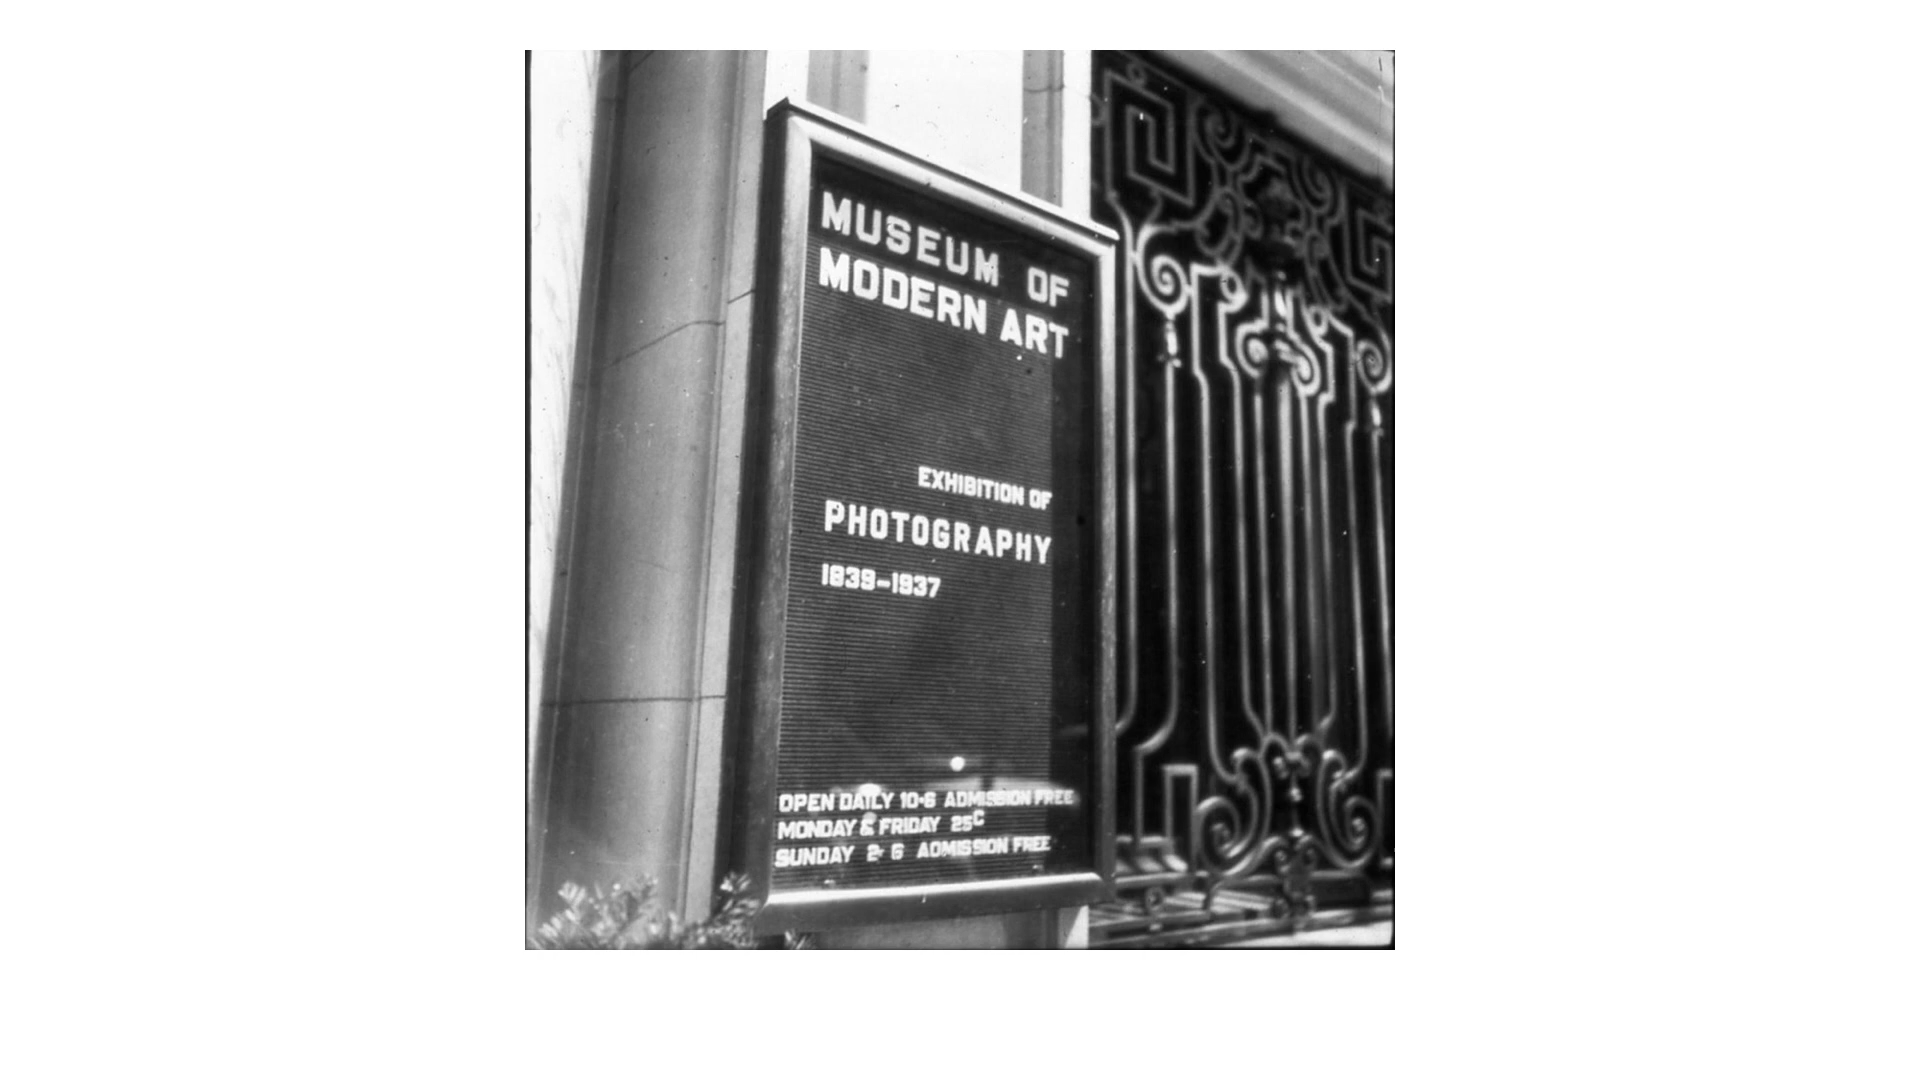 MUSEUM OF
MODERN ART
EXHIBITION OF
PHOTOGRAPHY
1839-1937
OPEN DAILY 10-6 ADMISSION FREE
MONDAY & FRIDAY 25C
SUNDAY 2-6 ADMISSION FREE